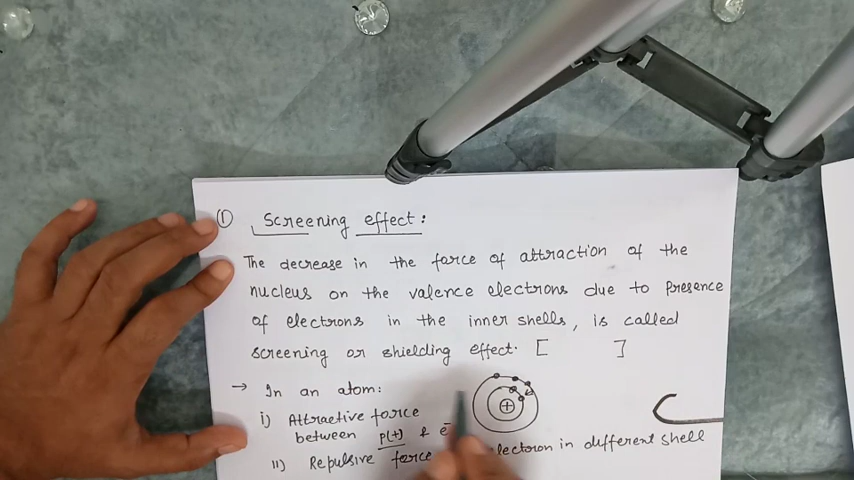 ① Screening effect:
The decrease in the force of attraction of the
nucleus on the valence electrons due to presence
of electrons in the inner shells, is called
screening or shielding effect. [ ]
→ In an atom:
i) Attractive force
between p(+) & e⁻
ii) Repulsive force electron in different shell
+